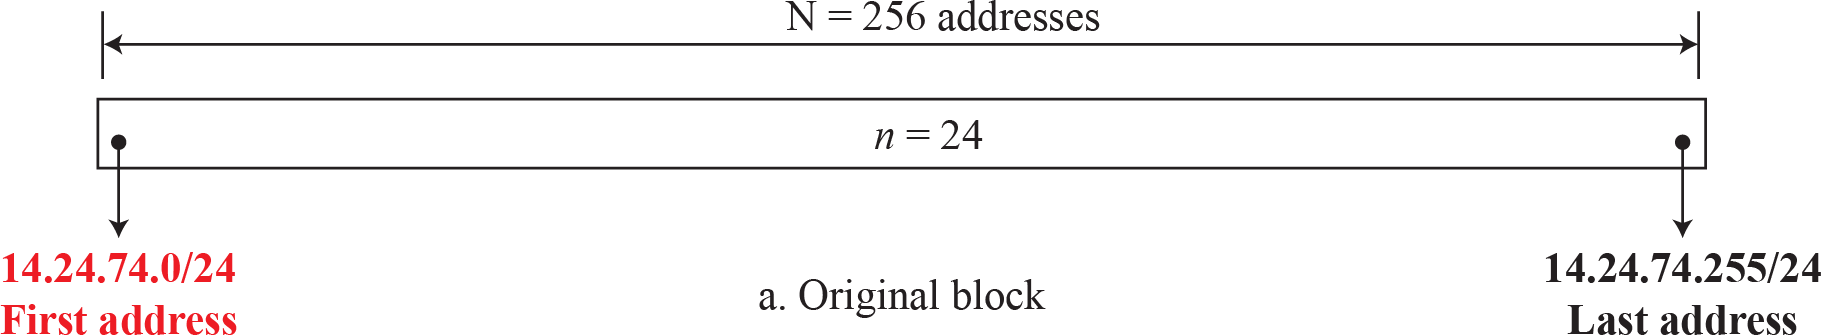 N = 256 addresses
n = 24
14.24.74.0/24
First address
a. Original block
14.24.74.255/24
Last address